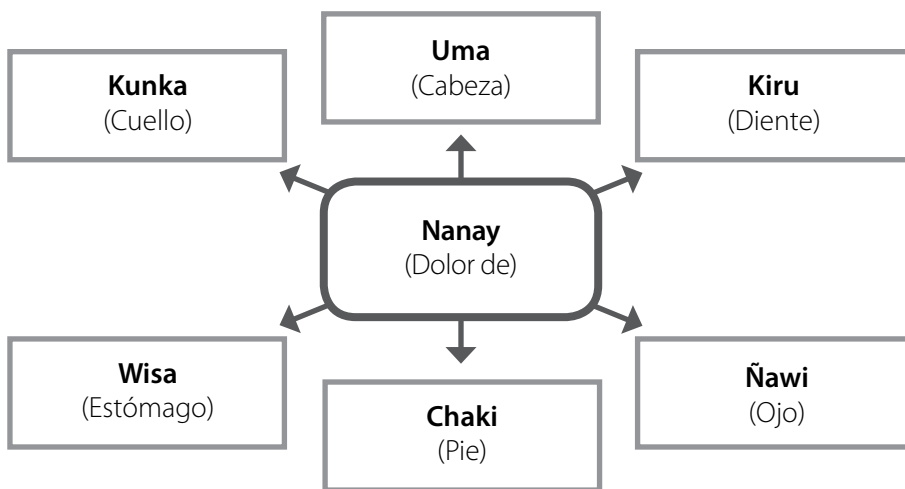 Uma
(Cabeza)
Kunka
(Cuello)
Kiru
(Diente)
Nanay
(Dolor de)
Wisa
(Estómago)
Chaki
(Pie)
Ñawi
(Ojo)